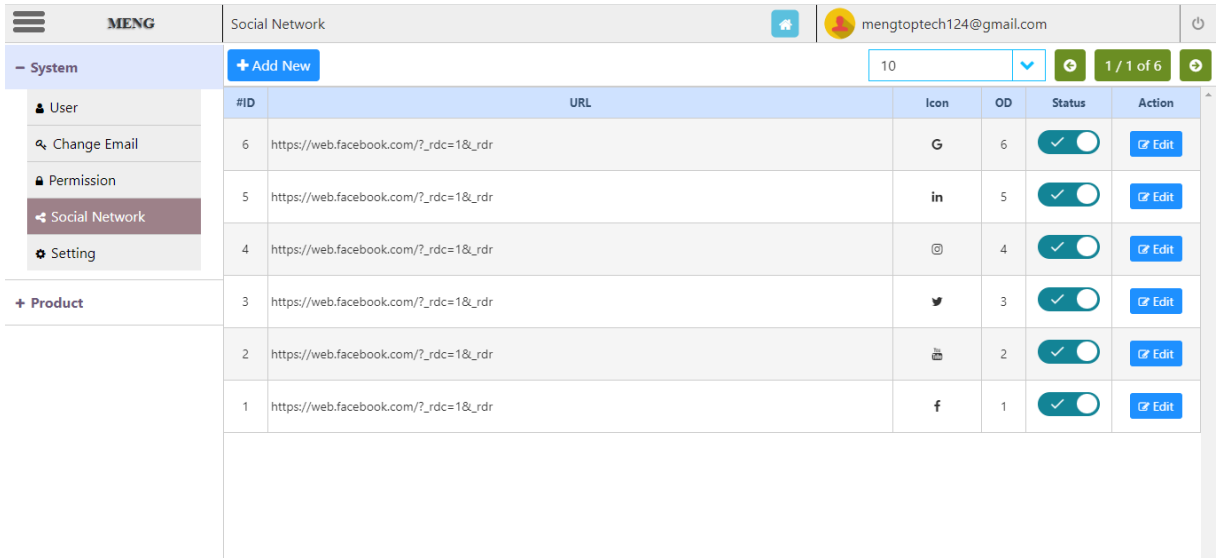 MENG
Social Network
mengtoptech124@gmail.com
System
User
Change Email
Permission
Social Network
Setting
Product
Add New
10
1 / 1 of 6
#ID URL Icon OD Status Action
6 https://web.facebook.com/?_rdc=1&_rdr G 6 Edit
5 https://web.facebook.com/?_rdc=1&_rdr in 5 Edit
4 https://web.facebook.com/?_rdc=1&_rdr 4 Edit
3 https://web.facebook.com/?_rdc=1&_rdr 3 Edit
2 https://web.facebook.com/?_rdc=1&_rdr 2 Edit
1 https://web.facebook.com/?_rdc=1&_rdr f 1 Edit